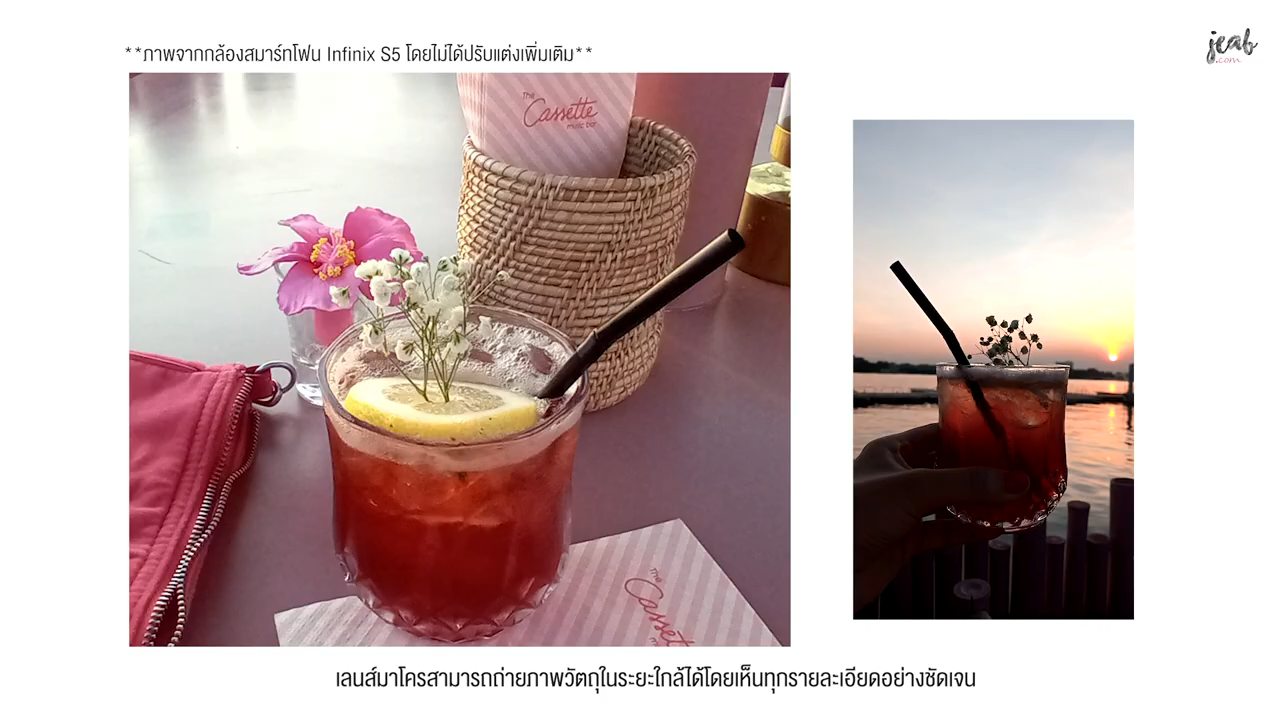 **ภาพจากกล้องสมาร์ทโฟน Infinix S5 โดยไม่ได้ปรับแต่งเพิ่มเติม**
jeab
.com
The
Cassette
music bar
The
Cassett
เลนส์มาโครสามารถถ่ายภาพวัตถุในระยะใกล้ได้โดยเห็นทุกรายละเอียดอย่างชัดเจน